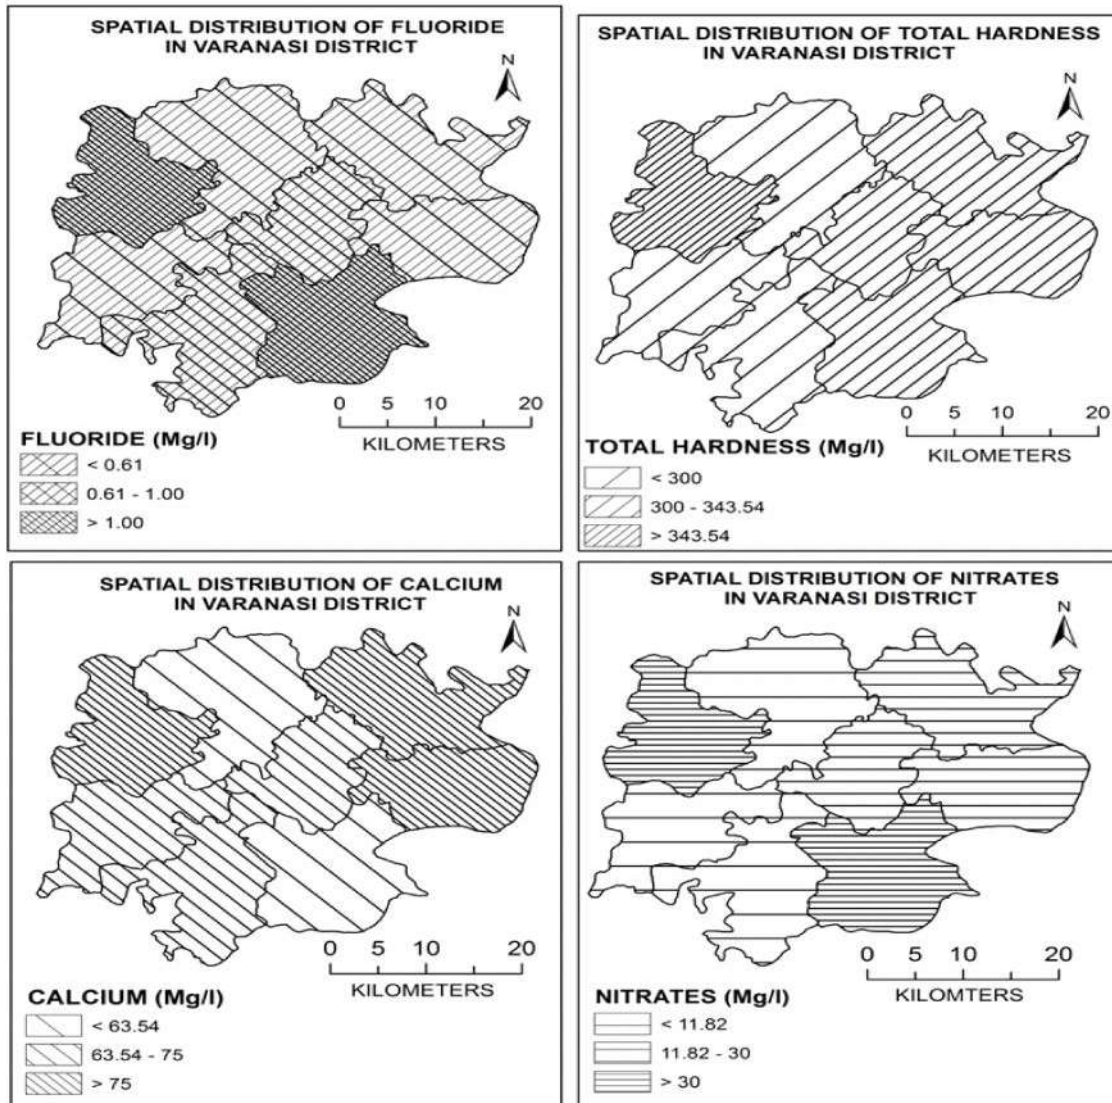 SPATIAL DISTRIBUTION OF FLUORIDE
IN VARANASI DISTRICT
N
0 5 10 20
KILOMETERS
FLUORIDE (Mg/l)
< 0.61
0.61 - 1.00
> 1.00
SPATIAL DISTRIBUTION OF TOTAL HARDNESS
IN VARANASI DISTRICT
N
0 5 10 20
KILOMETERS
TOTAL HARDNESS (Mg/l)
< 300
300 - 343.54
> 343.54
SPATIAL DISTRIBUTION OF CALCIUM
IN VARANASI DISTRICT
N
0 5 10 20
KILOMETERS
CALCIUM (Mg/l)
< 63.54
63.54 - 75
> 75
SPATIAL DISTRIBUTION OF NITRATES
IN VARANASI DISTRICT
N
0 5 10 20
KILOMTERS
NITRATES (Mg/l)
< 11.82
11.82 - 30
> 30